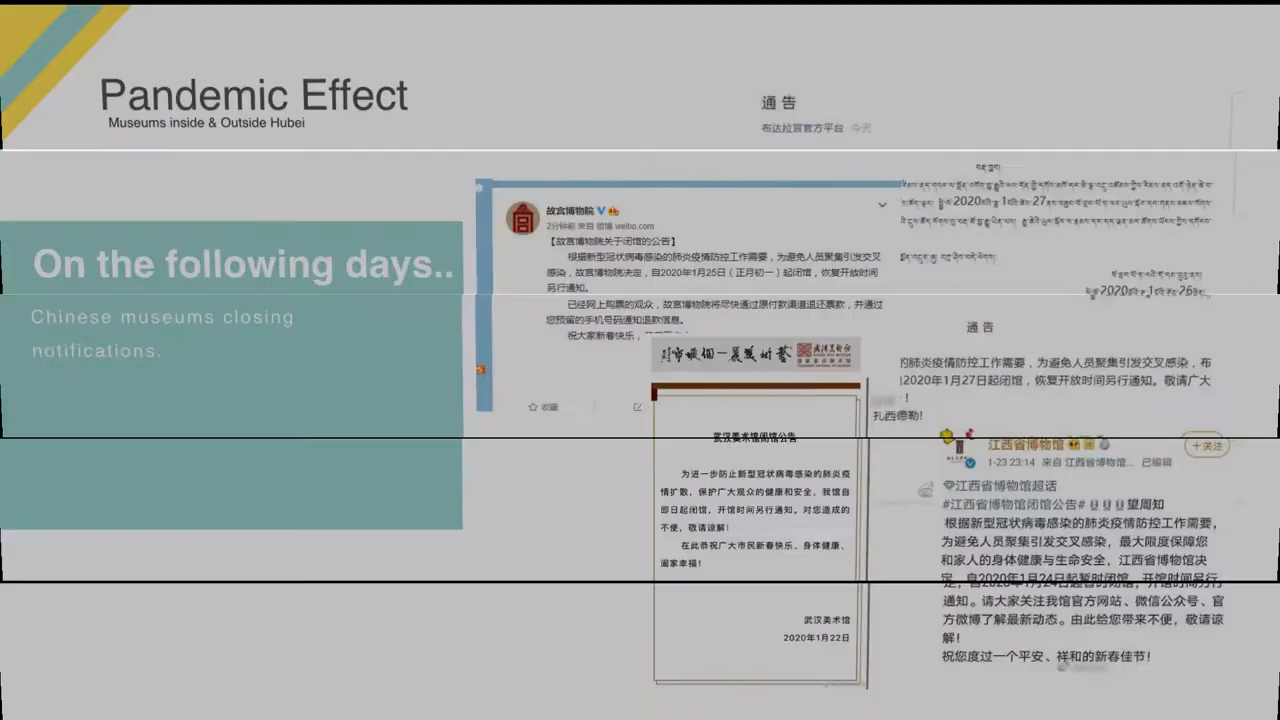 Pandemic Effect
Museums inside & Outside Hubei
On the following days..
Chinese museums closing
notifications.
故宫博物院
2分钟前 来自 微博 weibo.com
【故宫博物院关于闭馆的公告】
根据新型冠状病毒感染的肺炎疫情防控工作需要，为避免人员聚集引发交叉
感染，故宫博物院决定，自2020年1月25日（正月初一）起闭馆，恢复开放时间
另行通知。
已经网上购票的观众，故宫博物院将尽快通过原付款渠道退还票款，并通过
您预留的手机号码通知退款信息。
祝大家新春快乐，
收藏
武汉美术馆闭馆公告
为进一步防止新型冠状病毒感染的肺炎疫
情扩散，保护广大观众的健康和安全，我馆自
即日起闭馆，开馆时间另行通知。对您造成的
不便，敬请谅解！
在此恭祝广大市民新春快乐、身体健康、
阖家幸福！
武汉美术馆
2020年1月22日
通告
布达拉宫官方平台 今天
2020 1 27
2020 1 26
通告
的肺炎疫情防控工作需要，为避免人员聚集引发交叉感染，布
2020年1月27日起闭馆，恢复开放时间另行通知。敬请广大
！
扎西德勒!
江西省博物馆
+关注
1-23 23:14 来自 江西省博物馆... 已编辑
江西省博物馆超话
#江西省博物馆闭馆公告# 望周知
根据新型冠状病毒感染的肺炎疫情防控工作需要，
为避免人员聚集引发交叉感染，最大限度保障您
和家人的身体健康与生命安全，江西省博物馆决
定，自2020年1月24日起暂时闭馆，开馆时间另行
通知。请大家关注我馆官方网站、微信公众号、官
方微博了解最新动态。由此给您带来不便，敬请谅
解！
祝您度过一个平安、祥和的新春佳节！